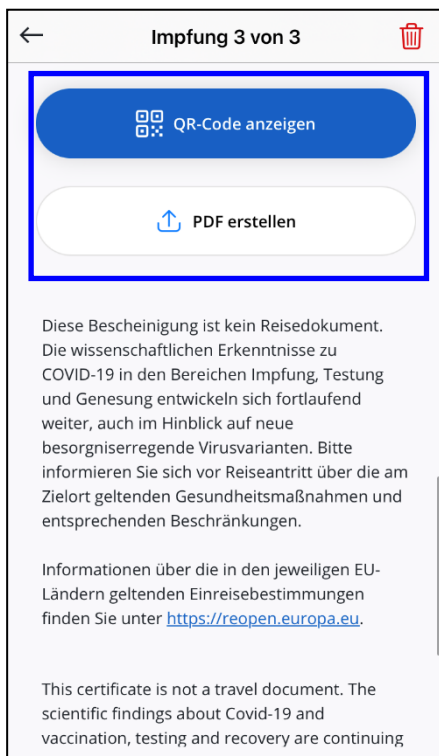 Impfung 3 von 3
QR-Code anzeigen
PDF erstellen
Diese Bescheinigung ist kein Reisedokument.
Die wissenschaftlichen Erkenntnisse zu
COVID-19 in den Bereichen Impfung, Testung
und Genesung entwickeln sich fortlaufend
weiter, auch im Hinblick auf neue
besorgniserregende Virusvarianten. Bitte
informieren Sie sich vor Reiseantritt über die am
Zielort geltenden Gesundheitsmaßnahmen und
entsprechenden Beschränkungen.
Informationen über die in den jeweiligen EU-
Ländern geltenden Einreisebestimmungen
finden Sie unter https://reopen.europa.eu.
This certificate is not a travel document. The
scientific findings about Covid-19 and
vaccination, testing and recovery are continuing